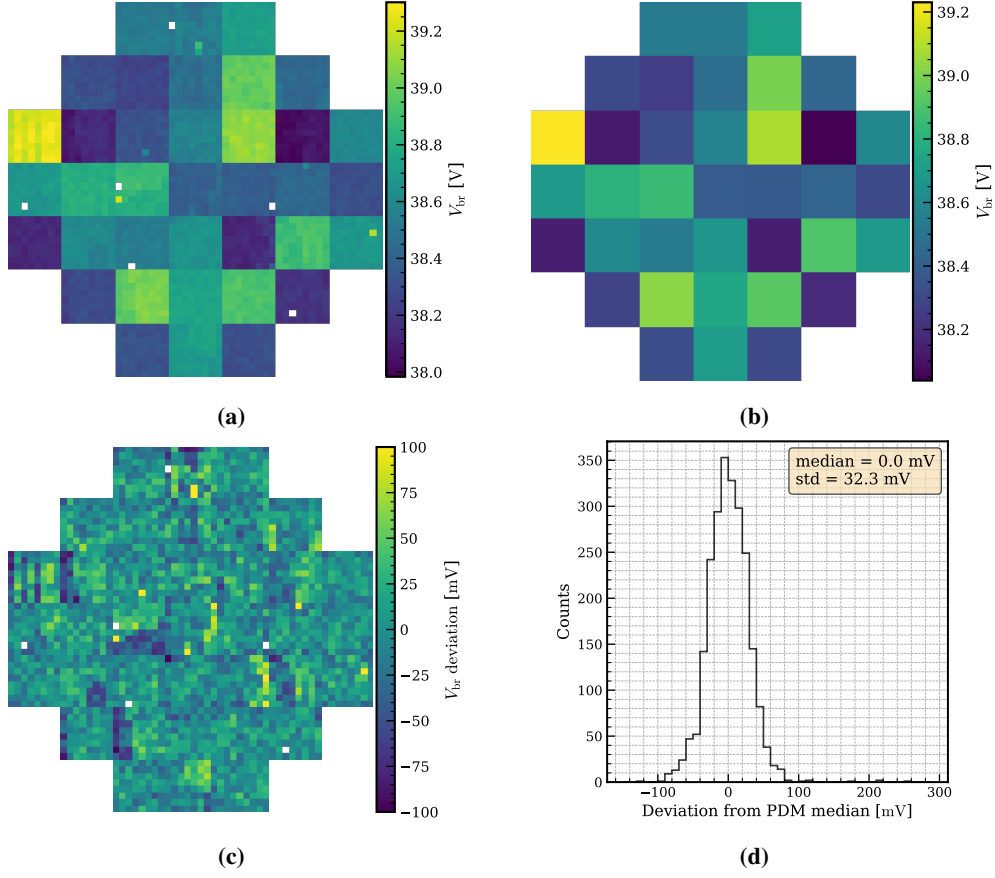 39.2
39.0
38.8
38.6
38.4
38.2
38.0
V_br [V]
(a)
39.2
39.0
38.8
38.6
38.4
38.2
V_br [V]
(b)
100
75
50
25
0
−25
−50
−75
−100
V_br deviation [mV]
(c)
median = 0.0 mV
std = 32.3 mV
350
300
250
200
150
100
50
0
Counts
−100 0 100 200 300
Deviation from PDM median [mV]
(d)